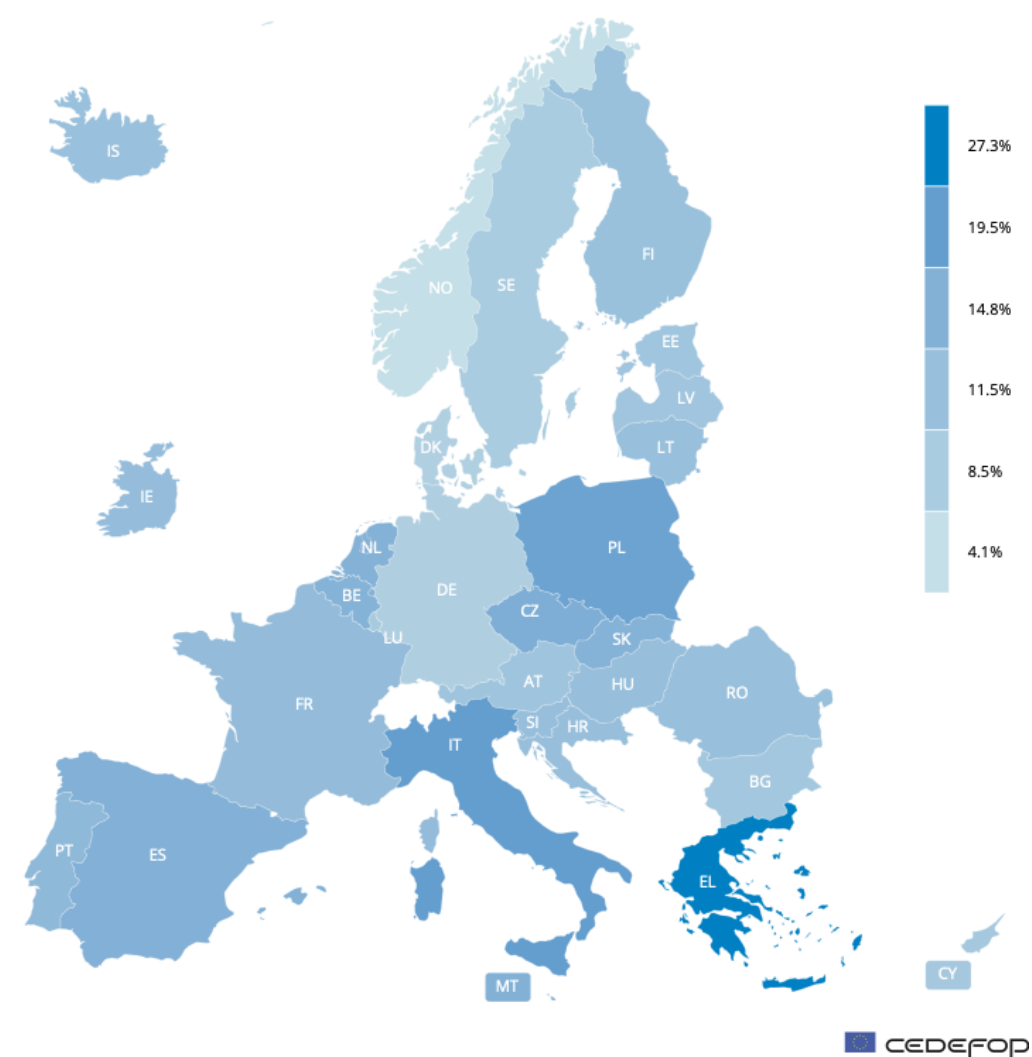 27.3%
IS
19.5%
FI
SE
NO
14.8%
EE
11.5%
LV
DK
LT
8.5%
IE
NL
PL
4.1%
DE
BE
CZ
LU
SK
AT
HU
RO
FR
SI
HR
IT
BG
PT
ES
EL
CY
MT
CEDEFOP